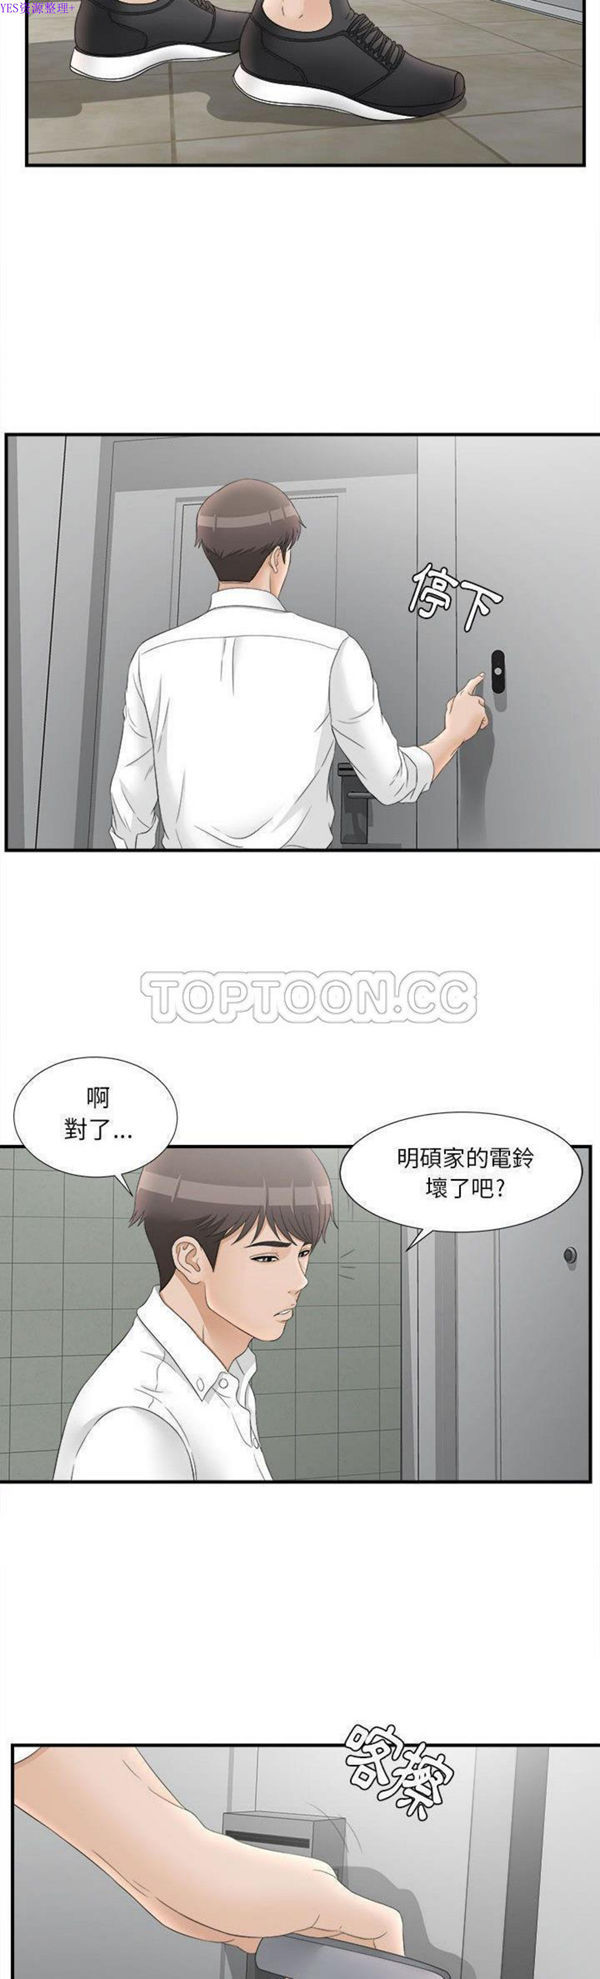 YES资源整理+
停下
TOPTOON.CC
啊
對了...
明碩家的電鈴
壞了吧?
喀擦